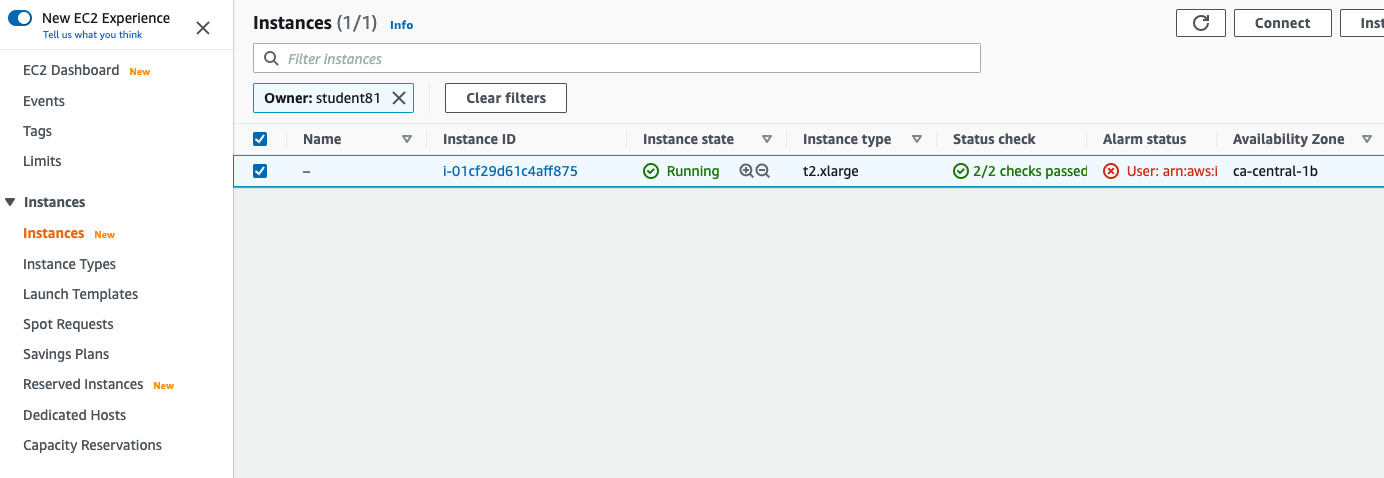 New EC2 Experience
Tell us what you think
EC2 Dashboard New
Events
Tags
Limits
Instances
Instances New
Instance Types
Launch Templates
Spot Requests
Savings Plans
Reserved Instances New
Dedicated Hosts
Capacity Reservations
Instances (1/1) Info
Connect
Inst
Filter instances
Owner: student81
Clear filters
Name Instance ID Instance state Instance type Status check Alarm status Availability Zone
– i-01cf29d61c4aff875 Running t2.xlarge 2/2 checks passed User: arn:aws:i ca-central-1b